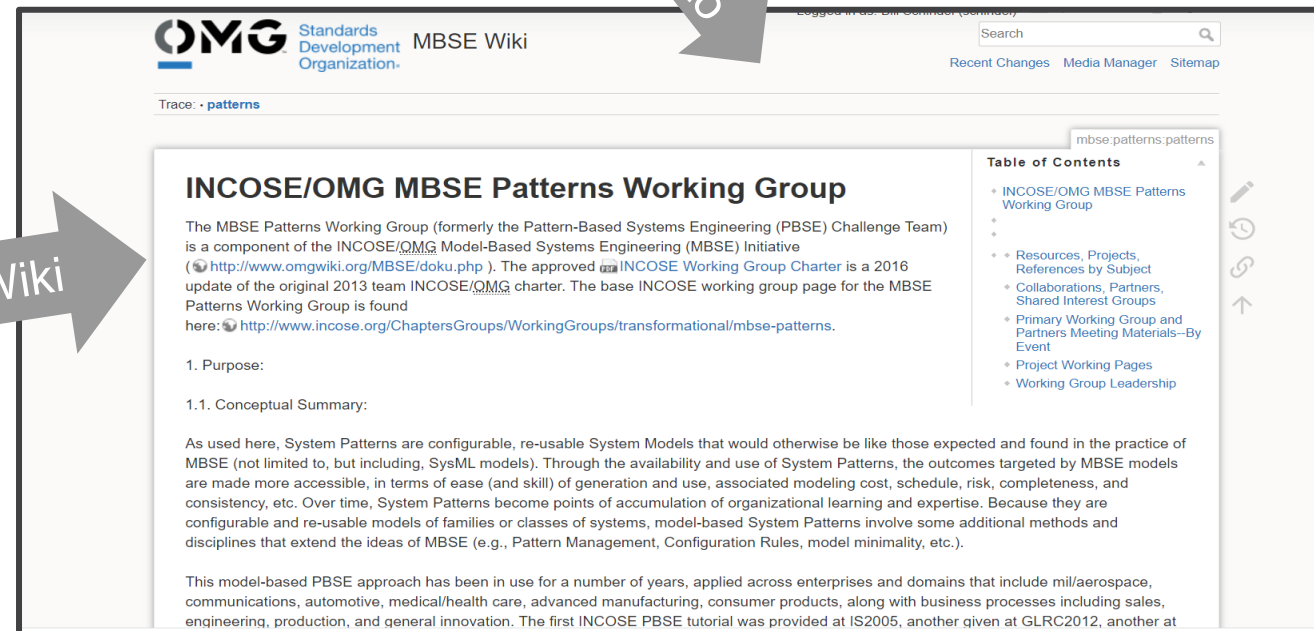 OMG Standards
Development
Organization.
MBSE Wiki
Search
Recent Changes Media Manager Sitemap
Trace: • patterns
mbse:patterns:patterns
Wiki
INCOSE/OMG MBSE Patterns Working Group
The MBSE Patterns Working Group (formerly the Pattern-Based Systems Engineering (PBSE) Challenge Team)
is a component of the INCOSE/OMG Model-Based Systems Engineering (MBSE) Initiative
( http://www.omgwiki.org/MBSE/doku.php ). The approved INCOSE Working Group Charter is a 2016
update of the original 2013 team INCOSE/OMG charter. The base INCOSE working group page for the MBSE
Patterns Working Group is found
here: http://www.incose.org/ChaptersGroups/WorkingGroups/transformational/mbse-patterns.
1. Purpose:
1.1. Conceptual Summary:
Table of Contents
INCOSE/OMG MBSE Patterns
Working Group
Resources, Projects,
References by Subject
Collaborations, Partners,
Shared Interest Groups
Primary Working Group and
Partners Meeting Materials--By
Event
Project Working Pages
Working Group Leadership
As used here, System Patterns are configurable, re-usable System Models that would otherwise be like those expected and found in the practice of
MBSE (not limited to, but including, SysML models). Through the availability and use of System Patterns, the outcomes targeted by MBSE models
are made more accessible, in terms of ease (and skill) of generation and use, associated modeling cost, schedule, risk, completeness, and
consistency, etc. Over time, System Patterns become points of accumulation of organizational learning and expertise. Because they are
configurable and re-usable models of families or classes of systems, model-based System Patterns involve some additional methods and
disciplines that extend the ideas of MBSE (e.g., Pattern Management, Configuration Rules, model minimality, etc.).
This model-based PBSE approach has been in use for a number of years, applied across enterprises and domains that include mil/aerospace,
communications, automotive, medical/health care, advanced manufacturing, consumer products, along with business processes including sales,
engineering, production, and general innovation. The first INCOSE PBSE tutorial was provided at IS2005, another given at GLRC2012, another at